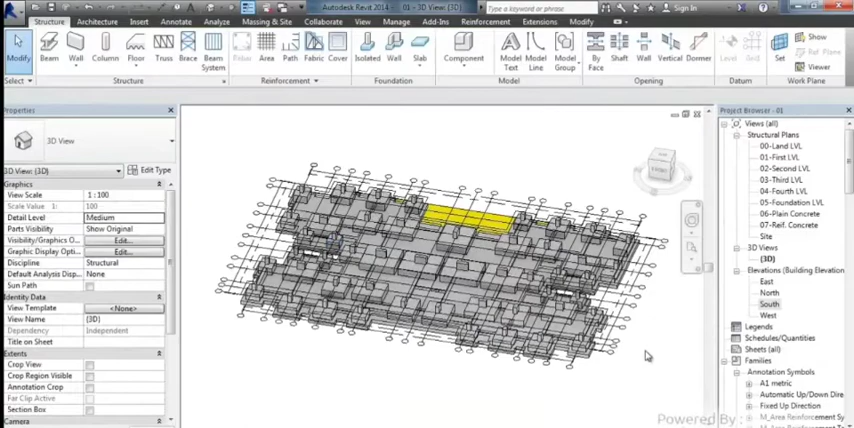 Autodesk Revit 2014 - 01 - 3D View: {3D}
Type a keyword or phrase
Sign In
Structure Architecture Insert Annotate Analyze Massing & Site Collaborate View Manage Add-Ins Reinforcement Extensions Modify
Modify Beam Wall Column Floor Truss Brace Beam System Area Path Fabric Cover Isolated Wall Slab Component Model Text Model Line Model Group By Face Shaft Wall Vertical Dormer Level Grid Set Show Ref Plane Viewer
Select Structure Reinforcement Foundation Model Opening Datum Work Plane
Properties
3D View
3D View: {3D} Edit Type
Graphics
View Scale 1 : 100
Scale Value 1: 100
Detail Level Medium
Parts Visibility Show Original
Visibility/Graphics O... Edit...
Graphic Display Opti... Edit...
Discipline Structural
Default Analysis Disp... None
Sun Path
Identity Data
View Template <None>
View Name {3D}
Dependency Independent
Title on Sheet
Extents
Crop View
Crop Region Visible
Annotation Crop
Far Clip Active
Section Box
Camera
Project Browser - 01
Views (all)
Structural Plans
00-Land LVL
01-First LVL
02-Second LVL
03-Third LVL
04-Fourth LVL
05-Foundation LVL
06-Plain Concrete
07-Reif. Concrete
Site
3D Views
{3D}
Elevations (Building Elevation
East
North
South
West
Legends
Schedules/Quantities
Sheets (all)
Families
Annotation Symbols
A1 metric
Automatic Up/Down Dire
Fixed Up Direction
M_Area Reinforcement Sy
Powered By :